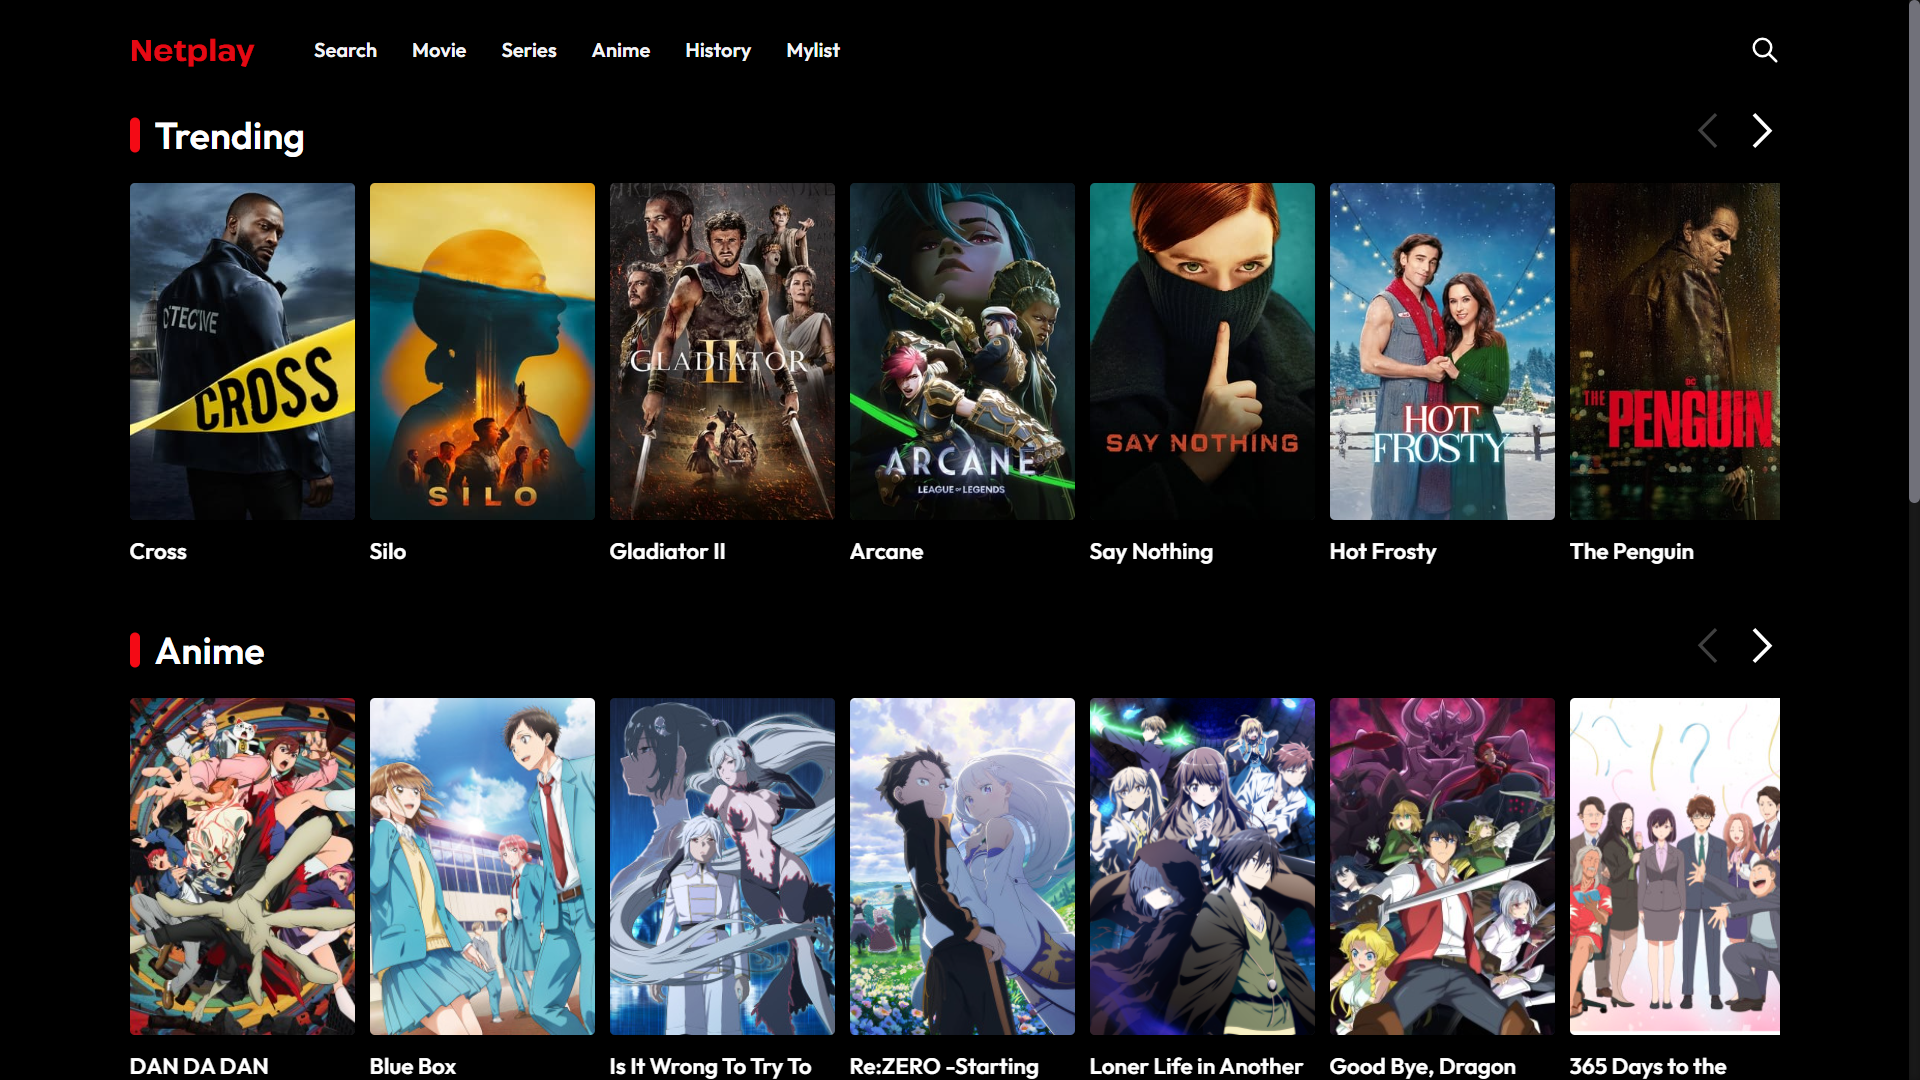 Netplay Search Movie Series Anime History Mylist
Trending
DETECTIVE
CROSS
SILO
GLADIATOR
II
ARCANE
LEAGUE OF LEGENDS
SAY NOTHING
HOT
FROSTY
DC
THE PENGUIN
Cross Silo Gladiator II Arcane Say Nothing Hot Frosty The Penguin
Anime
DAN DA DAN Blue Box Is It Wrong To Try To Re:ZERO -Starting Loner Life in Another Good Bye, Dragon 365 Days to the